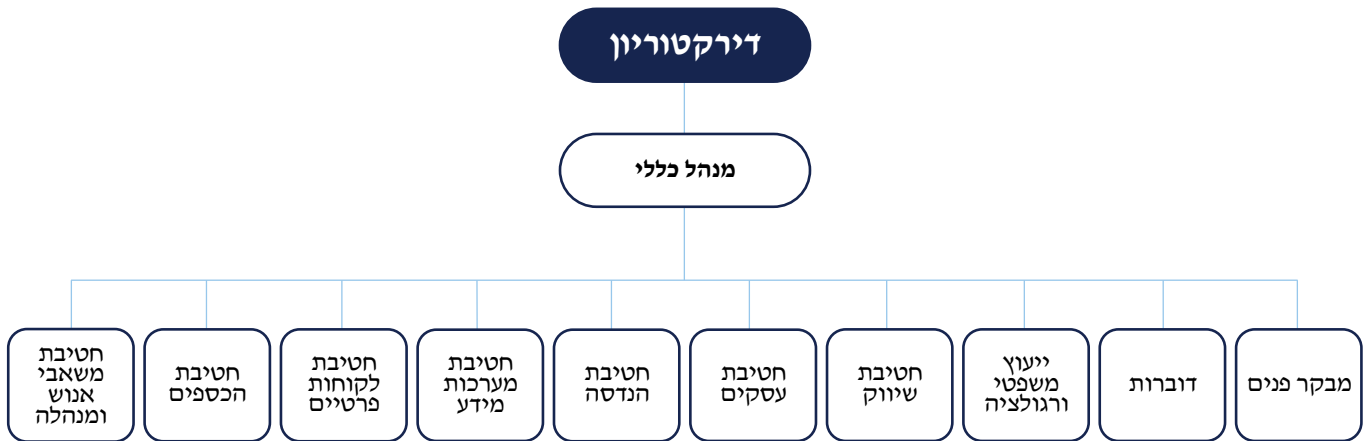 דירקטוריון
מנהל כללי
מבקר פנים
דוברות
ייעוץ
משפטי
ורגולציה
חטיבת
שיווק
חטיבת
עסקים
חטיבת
הנדסה
חטיבת
מערכות
מידע
חטיבת
לקוחות
פרטיים
חטיבת
הכספים
חטיבת
משאבי
אנוש
ומנהלה